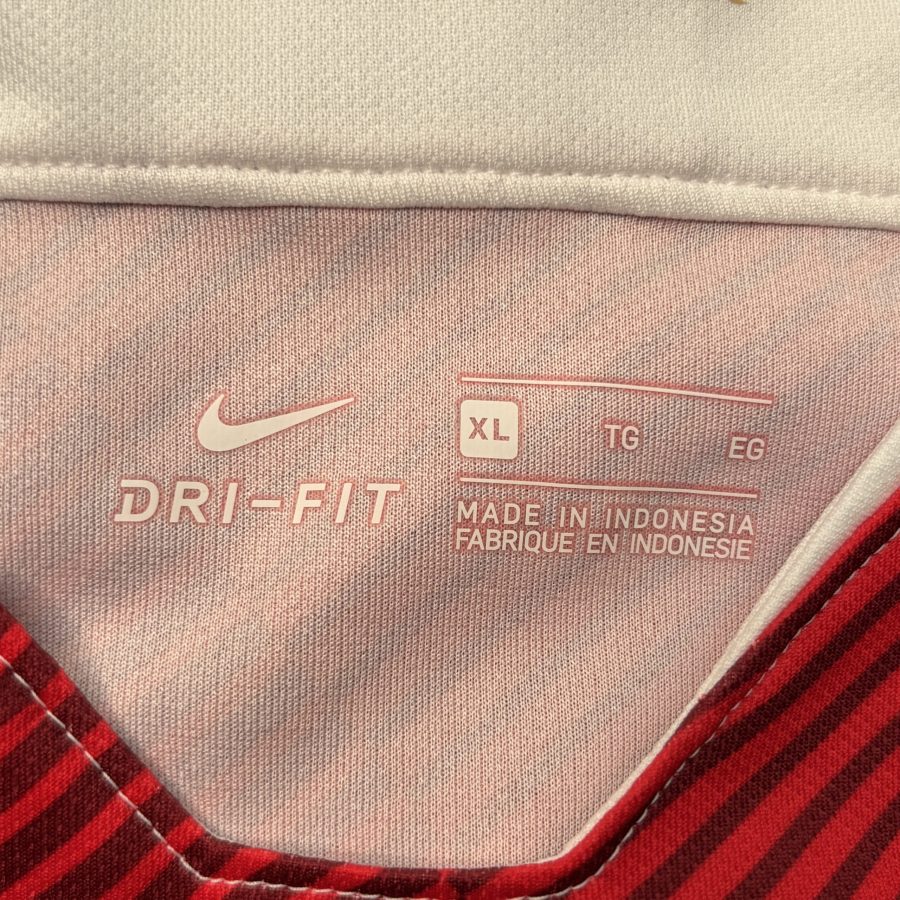 DRI-FIT
XL TG EG
MADE IN INDONESIA
FABRIQUE EN INDONESIE